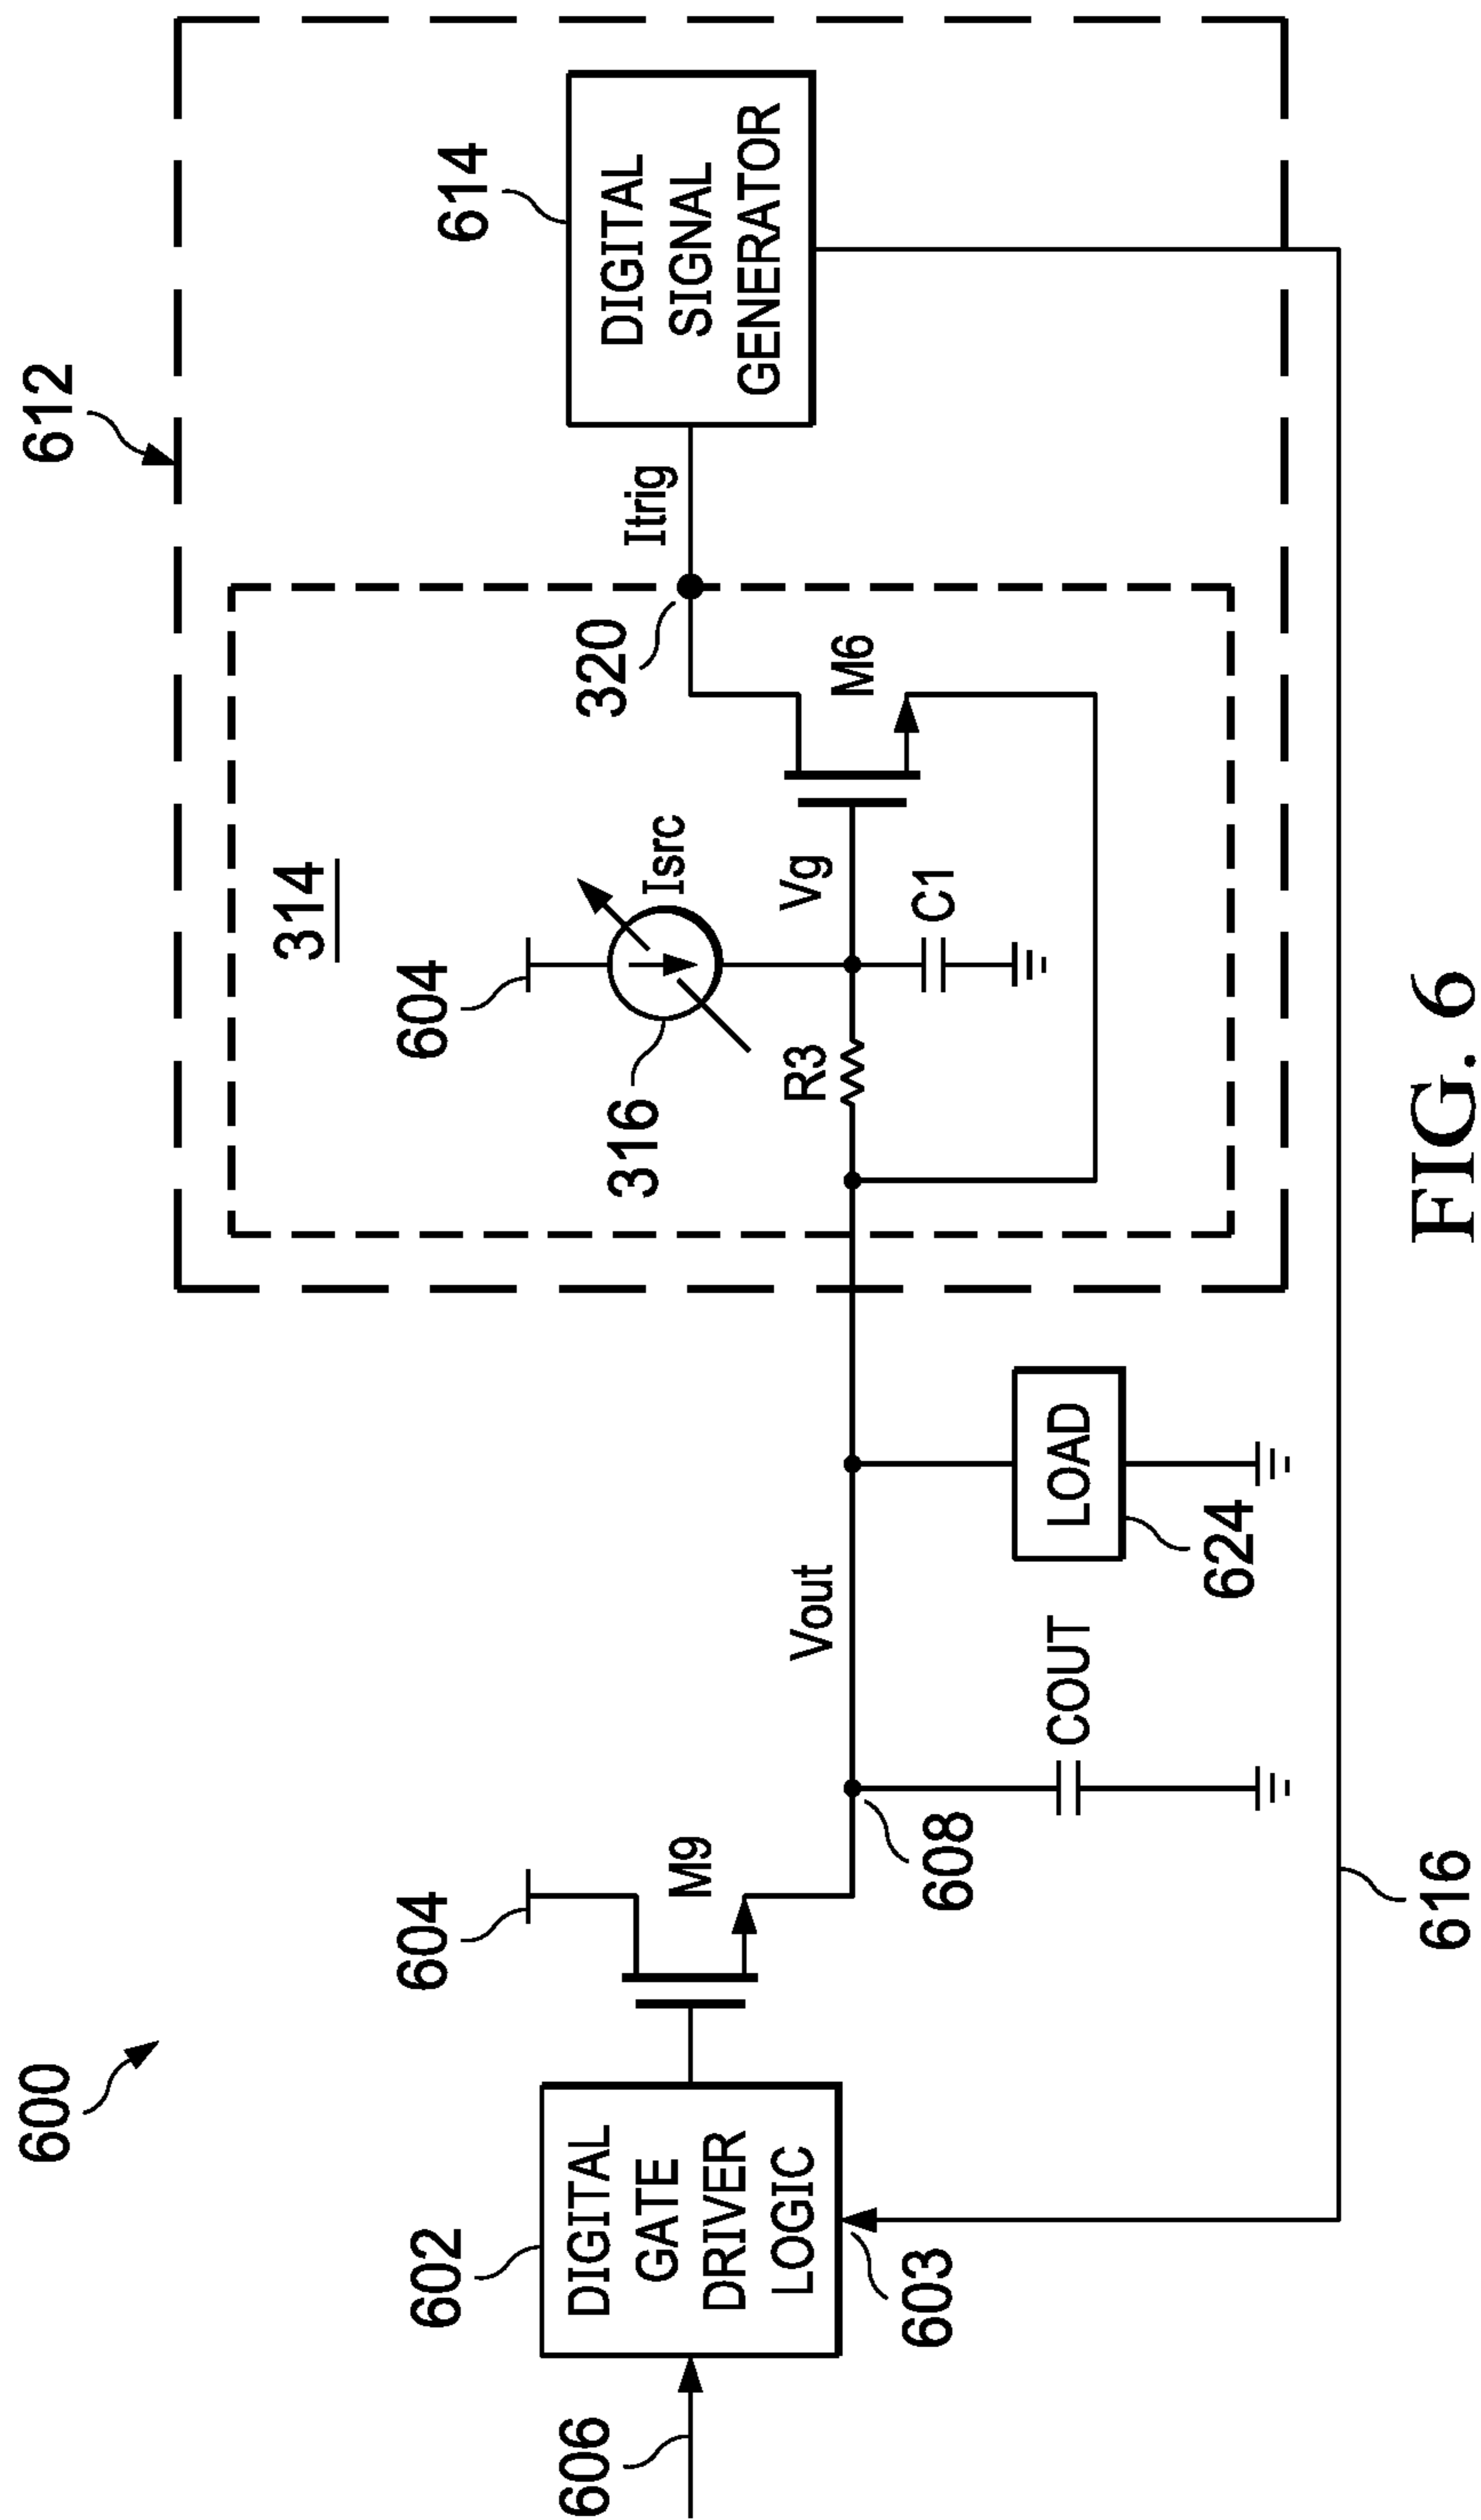 600
612
614
DIGITAL
SIGNAL
GENERATOR
314
604
604
602
DIGITAL
GATE
DRIVER
LOGIC
606
603
M9
608
Vout
COUT
LOAD
624
316
Isrc
R3
Vg
C1
M6
320
Itrig
616
FIG. 6